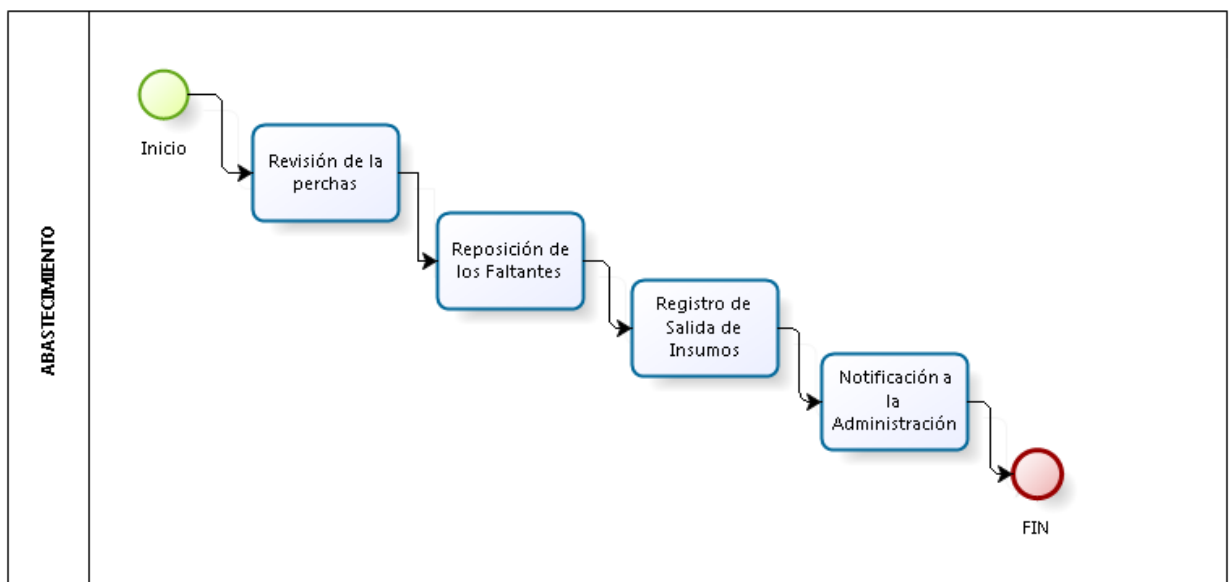 ABASTECIMIENTO
Inicio
Revisión de la
perchas
Reposición de
los Faltantes
Registro de
Salida de
Insumos
Notificación a
la
Administración
FIN